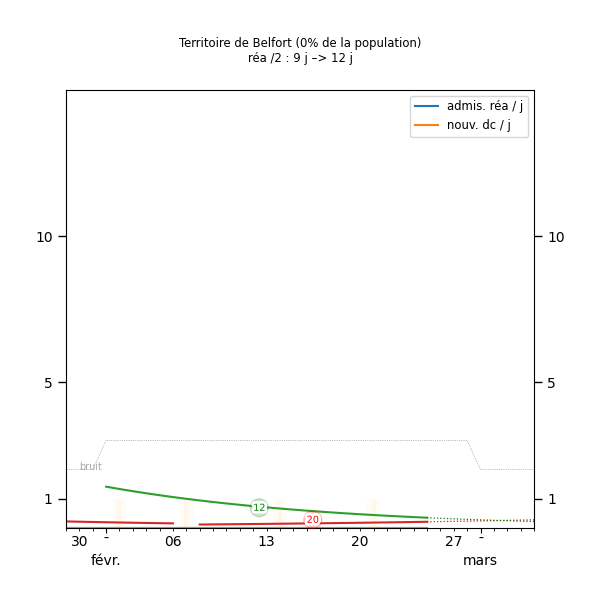 Territoire de Belfort (0% de la population)
réa /2 : 9 j –> 12 j
admis. réa / j
nouv. dc / j
10
10
5
5
bruit
1
1
12
20
30
-
06
13
20
27
-
févr.
mars